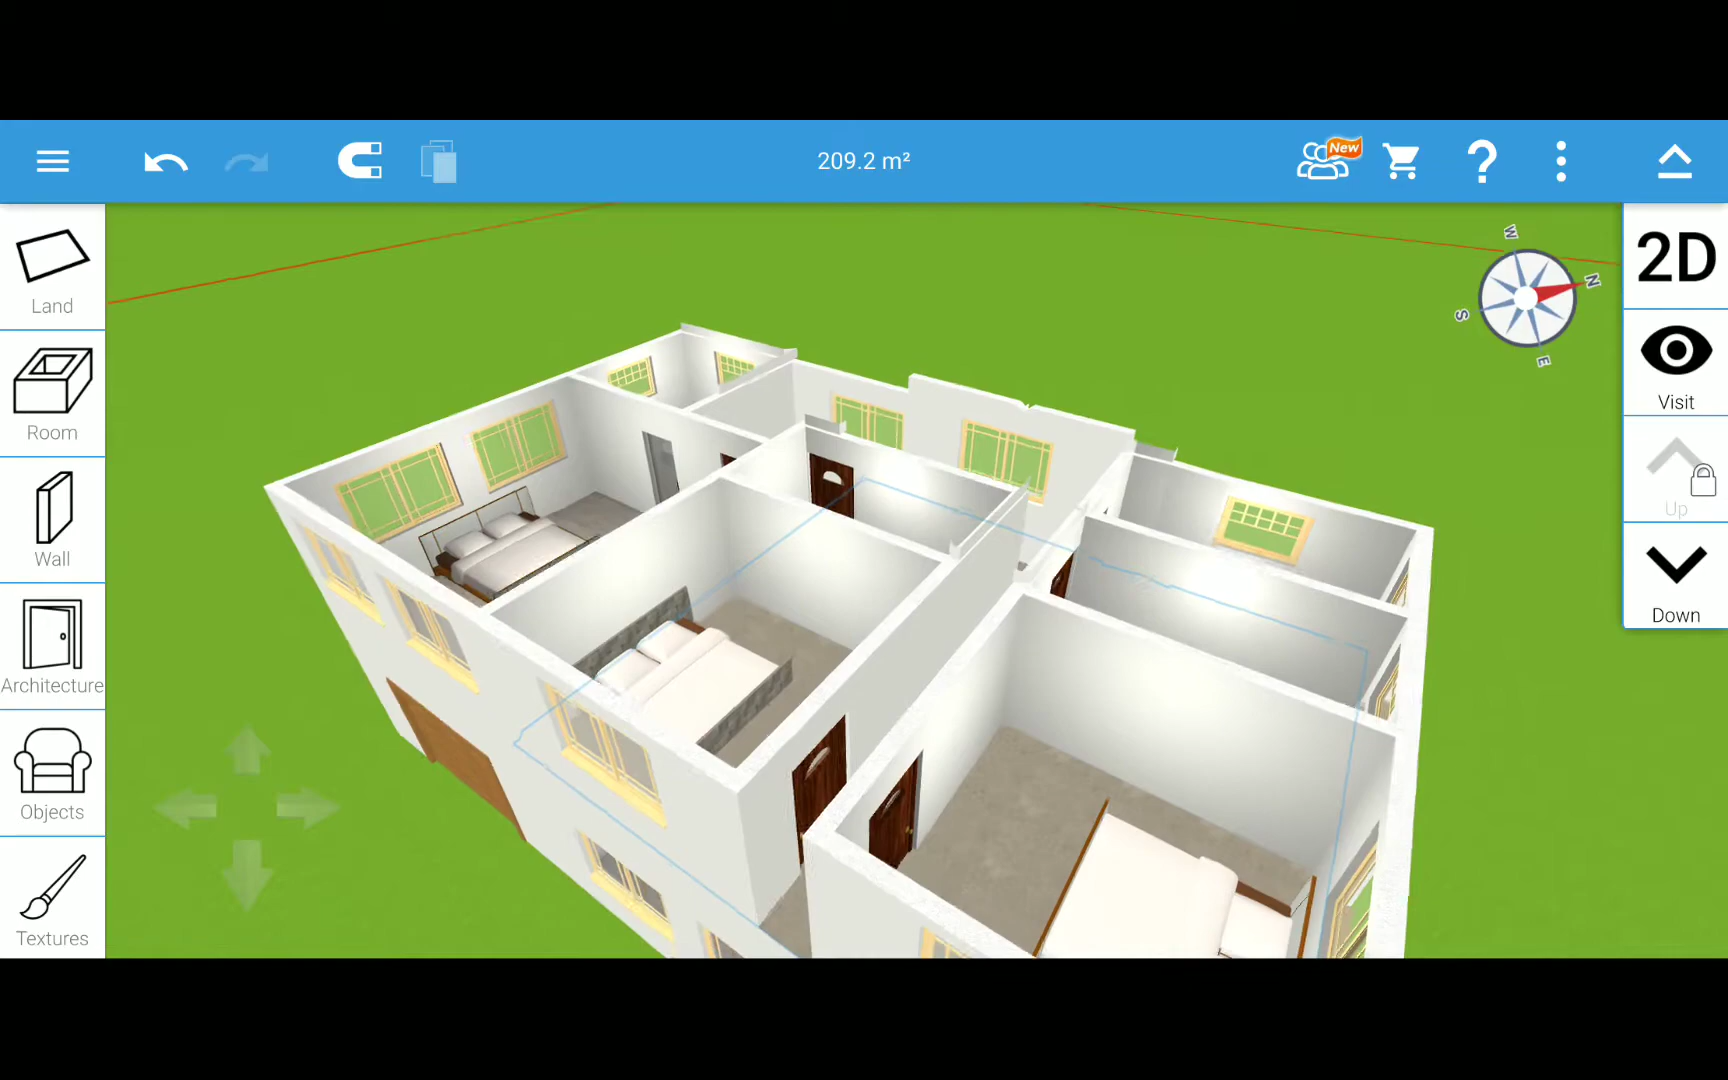 209.2 m²
New
Land
Room
Wall
Architecture
Objects
Textures
W
N
S
E
2D
Visit
Up
Down